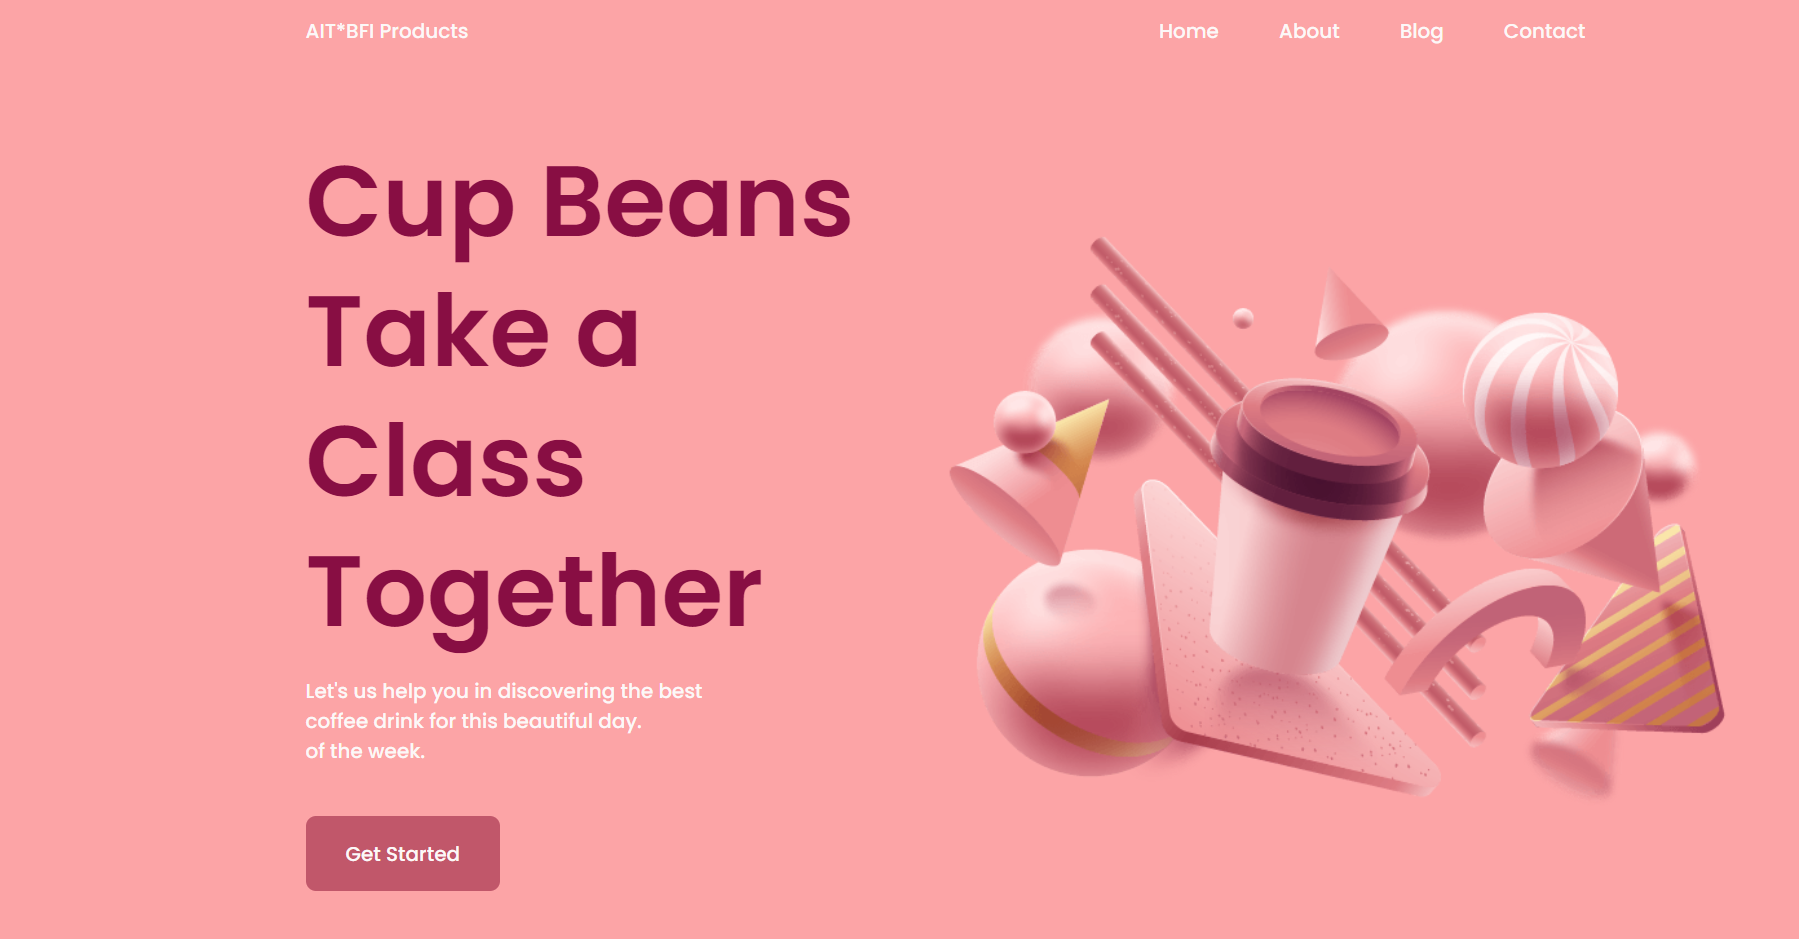 AIT*BFI Products
Home
About
Blog
Contact
Cup Beans
Take a
Class
Together
Let's us help you in discovering the best
coffee drink for this beautiful day.
of the week.
Get Started